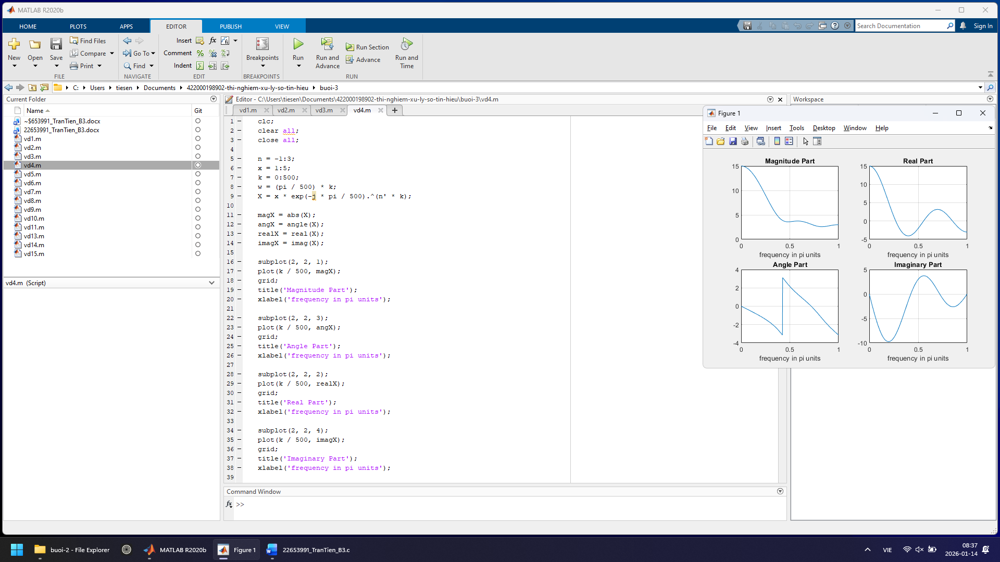 MATLAB R2020b
HOME PLOTS APPS EDITOR PUBLISH VIEW
Search Documentation
Sign In
New Open Save
Find Files
Compare
Print
FILE
Go To
Find
NAVIGATE
Insert
Comment
Indent
EDIT
Breakpoints
BREAKPOINTS
Run
Run and Advance
Run Section
Advance
Run and Time
RUN
C: Users tiesen Documents 422000198902-thi-nghiem-xu-ly-so-tin-hieu buoi-3
Current Folder
Name Git
~$653991_TranTien_B3.docx
22653991_TranTien_B3.docx
vd1.m
vd2.m
vd3.m
vd4.m
vd5.m
vd6.m
vd7.m
vd8.m
vd9.m
vd10.m
vd11.m
vd13.m
vd14.m
vd15.m
vd4.m (Script)
Editor - C:\Users\tiesen\Documents\422000198902-thi-nghiem-xu-ly-so-tin-hieu\buoi-3\vd4.m
vd1.m vd2.m vd3.m vd4.m
1 clc;
2 clear all;
3 close all;
4
5 n = -1:3;
6 x = 1:5;
7 k = 0:500;
8 w = (pi / 500) * k;
9 X = x * exp(-j * pi / 500).^(n' * k);
10
11 magX = abs(X);
12 angX = angle(X);
13 realX = real(X);
14 imagX = imag(X);
15
16 subplot(2, 2, 1);
17 plot(k / 500, magX);
18 grid;
19 title('Magnitude Part');
20 xlabel('frequency in pi units');
21
22 subplot(2, 2, 3);
23 plot(k / 500, angX);
24 grid;
25 title('Angle Part');
26 xlabel('frequency in pi units');
27
28 subplot(2, 2, 2);
29 plot(k / 500, realX);
30 grid;
31 title('Real Part');
32 xlabel('frequency in pi units');
33
34 subplot(2, 2, 4);
35 plot(k / 500, imagX);
36 grid;
37 title('Imaginary Part');
38 xlabel('frequency in pi units');
39
Command Window
fx >>
Workspace
Figure 1
File Edit View Insert Tools Desktop Window Help
Magnitude Part
15
10
5
0
0 0.5 1
frequency in pi units
Real Part
15
10
5
0
-5
0 0.5 1
frequency in pi units
Angle Part
4
2
0
-2
-4
0 0.5 1
frequency in pi units
Imaginary Part
5
0
-5
-10
0 0.5 1
frequency in pi units
buoi-2 - File Explorer
MATLAB R2020b
Figure 1
22653991_TranTien_B3.c
VIE
08:37
2026-01-14